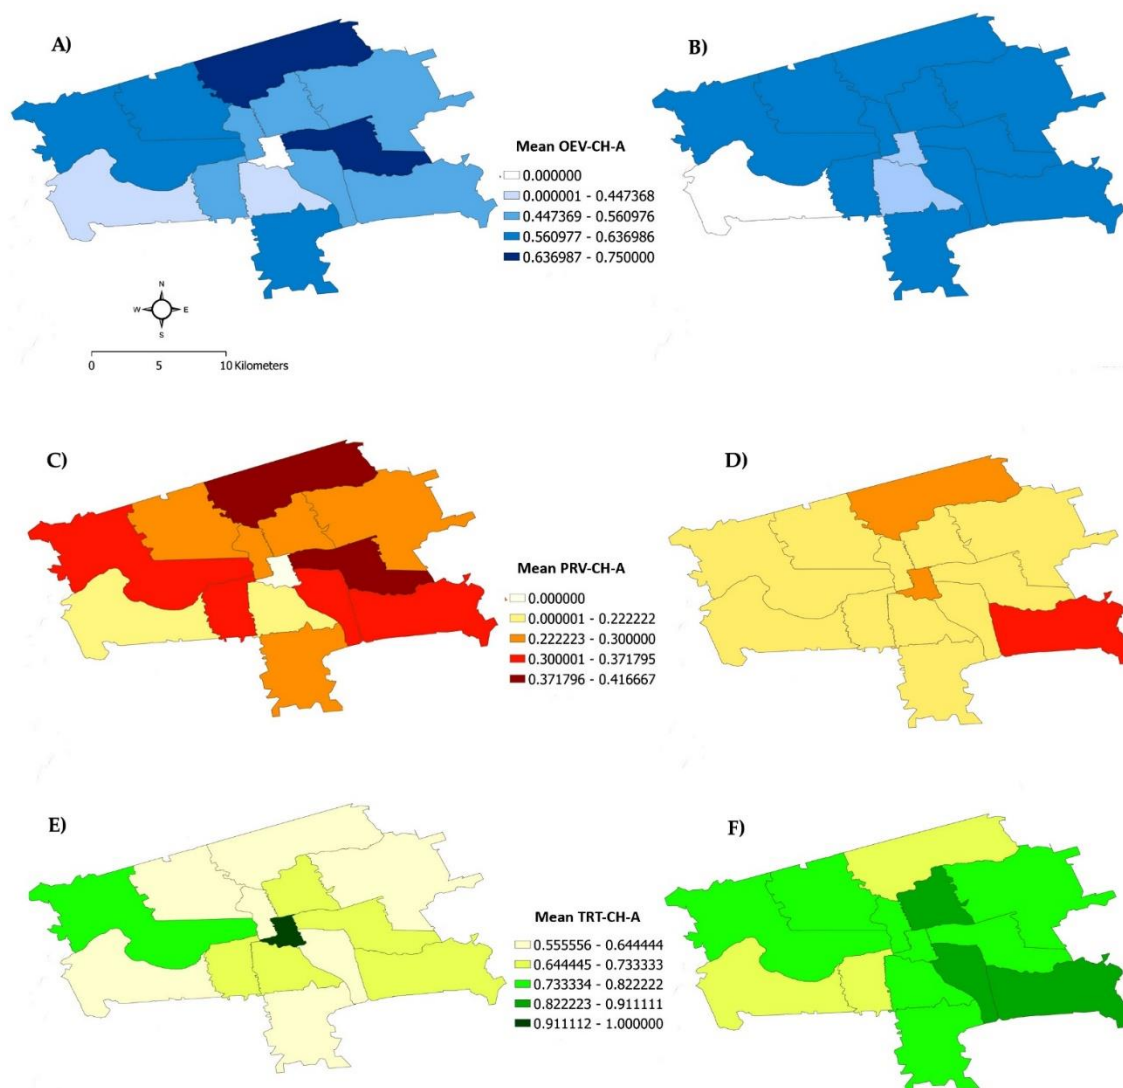 A)
B)
Mean OEV-CH-A
0.000000
0.000001 - 0.447368
0.447369 - 0.560976
0.560977 - 0.636986
0.636987 - 0.750000
N
W E
S
0 5 10 Kilometers
C)
D)
Mean PRV-CH-A
0.000000
0.000001 - 0.222222
0.222223 - 0.300000
0.300001 - 0.371795
0.371796 - 0.416667
E)
F)
Mean TRT-CH-A
0.555556 - 0.644444
0.644445 - 0.733333
0.733334 - 0.822222
0.822223 - 0.911111
0.911112 - 1.000000